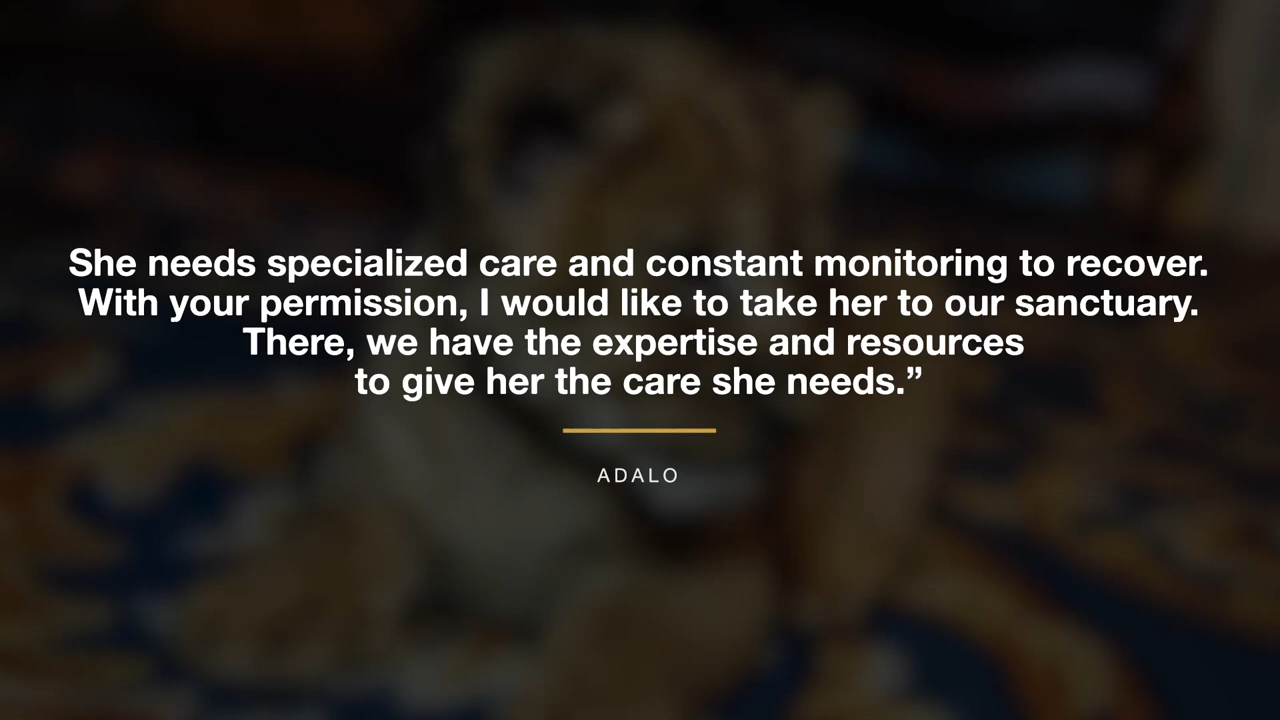 She needs specialized care and constant monitoring to recover.
With your permission, I would like to take her to our sanctuary.
There, we have the expertise and resources
to give her the care she needs.”
ADALO